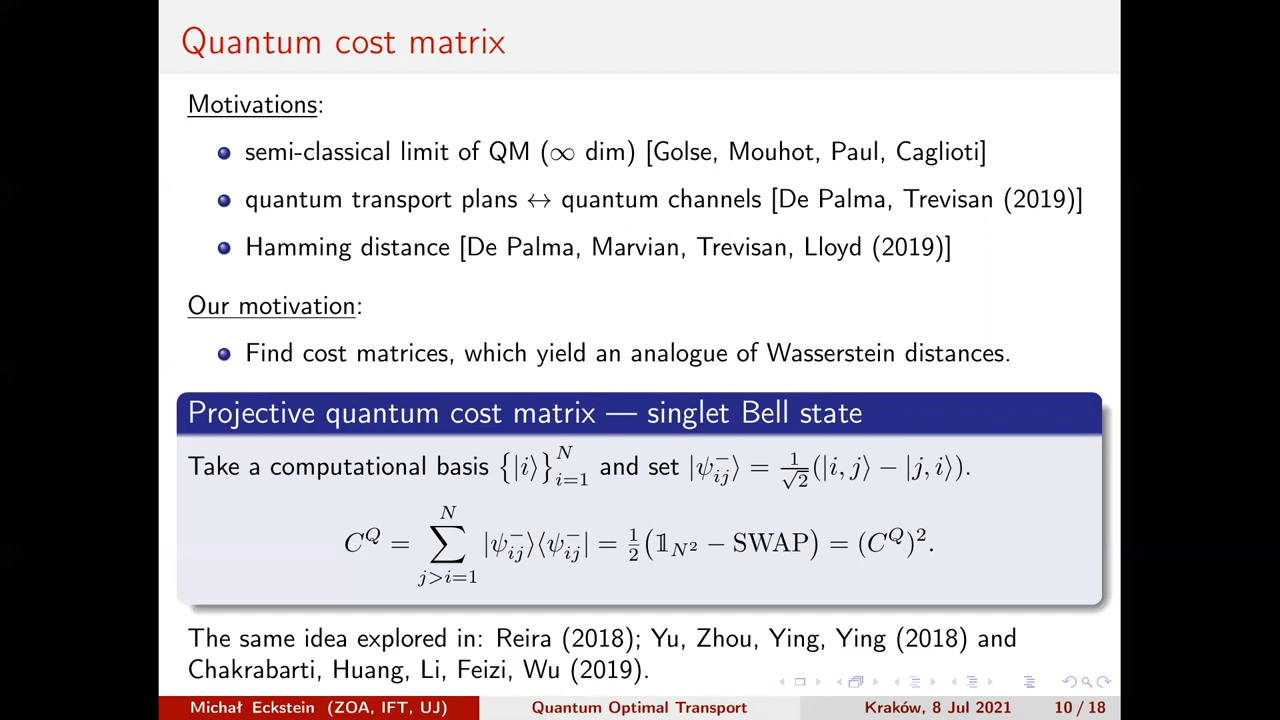 Quantum cost matrix
Motivations:
semi-classical limit of QM (∞ dim) [Golse, Mouhot, Paul, Caglioti]
quantum transport plans ↔ quantum channels [De Palma, Trevisan (2019)]
Hamming distance [De Palma, Marvian, Trevisan, Lloyd (2019)]
Our motivation:
Find cost matrices, which yield an analogue of Wasserstein distances.
Projective quantum cost matrix — singlet Bell state
Take a computational basis {|i⟩}_{i=1}^{N} and set |ψ_{ij}^{-}⟩ = 1/√2 (|i, j⟩ − |j, i⟩).
C^Q = ∑_{j>i=1}^{N} |ψ_{ij}^{-}⟩⟨ψ_{ij}^{-}| = 1/2 (𝟙_{N^2} − SWAP) = (C^Q)^2.
The same idea explored in: Reira (2018); Yu, Zhou, Ying, Ying (2018) and
Chakrabarti, Huang, Li, Feizi, Wu (2019).
Michał Eckstein (ZOA, IFT, UJ) Quantum Optimal Transport Kraków, 8 Jul 2021 10 / 18